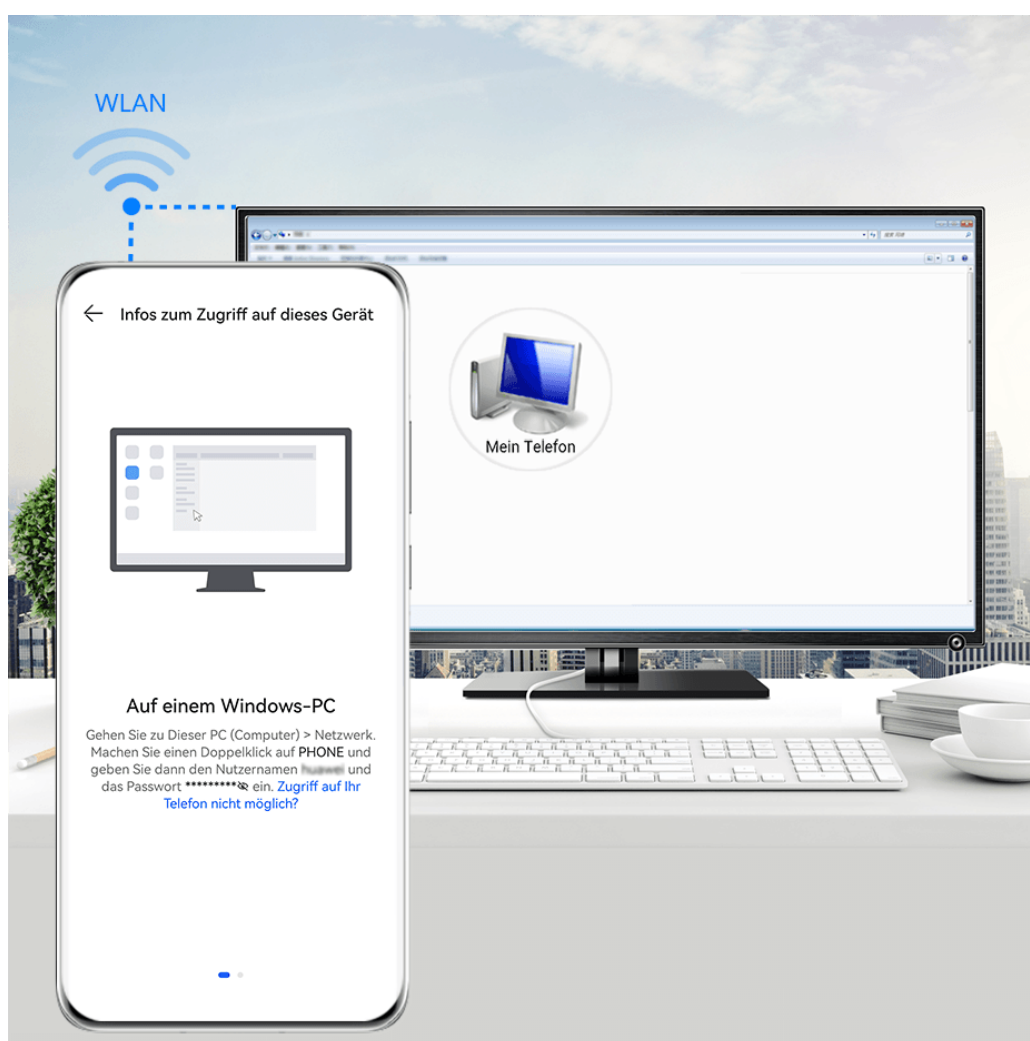 WLAN
Infos zum Zugriff auf dieses Gerät
Mein Telefon
Auf einem Windows-PC
Gehen Sie zu Dieser PC (Computer) > Netzwerk.
Machen Sie einen Doppelklick auf PHONE und
geben Sie dann den Nutzernamen und
das Passwort ********* ein. Zugriff auf Ihr
Telefon nicht möglich?